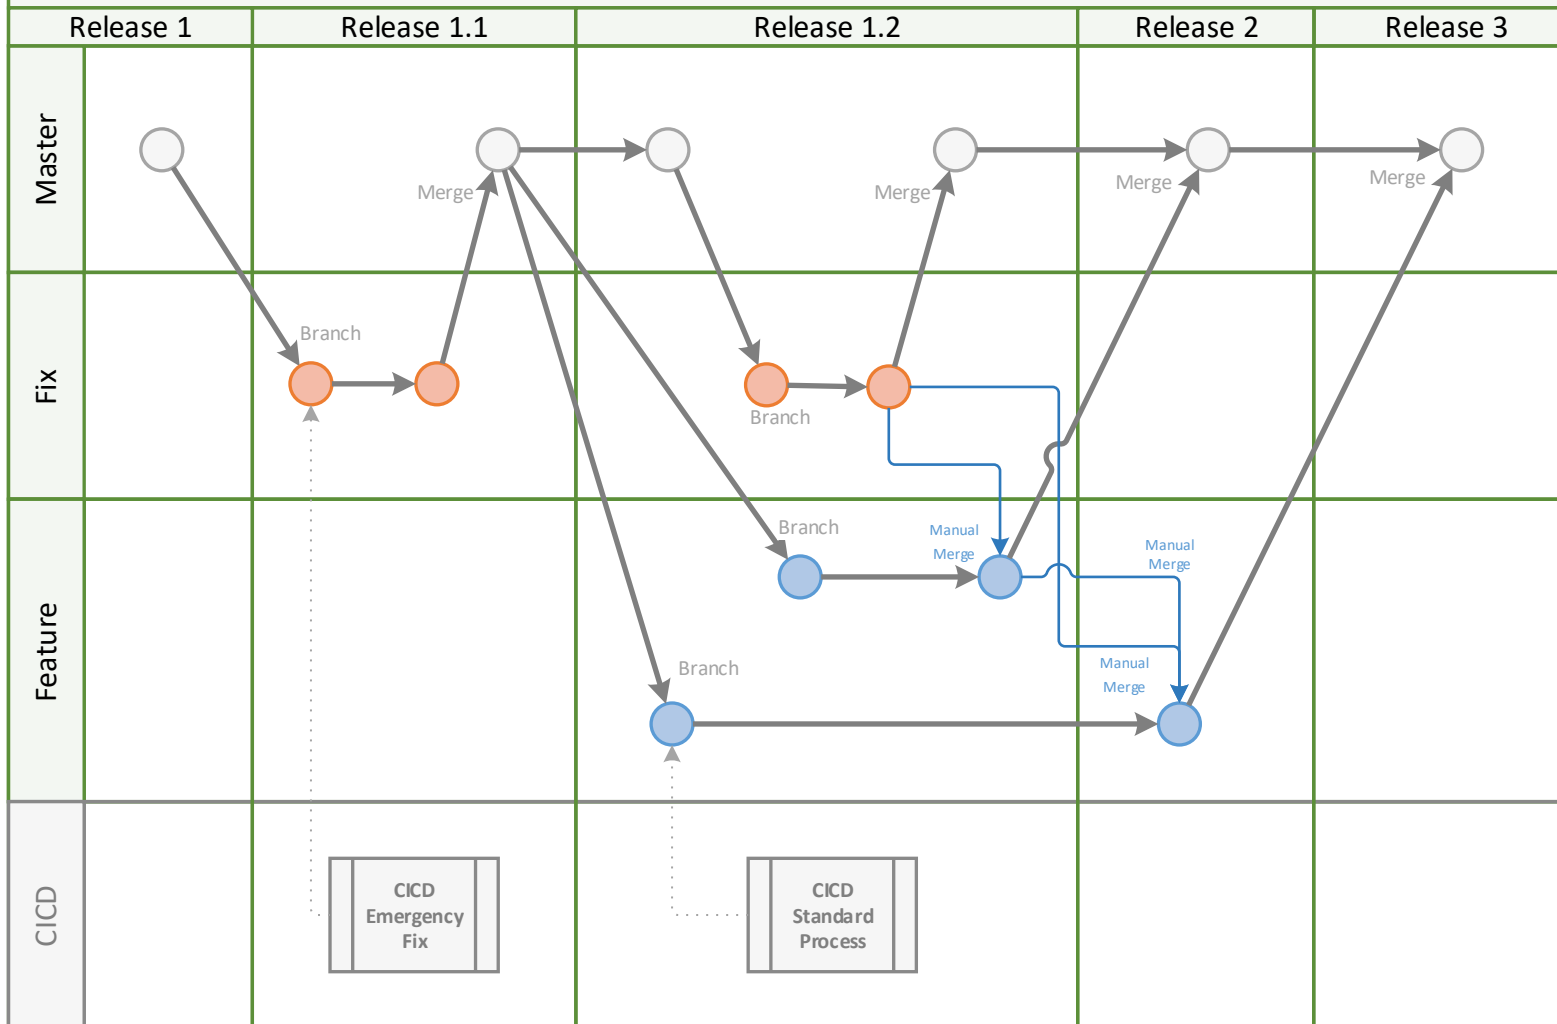 Release 1
Release 1.1
Release 1.2
Release 2
Release 3
Master
Merge
Merge
Merge
Merge
Fix
Branch
Branch
Feature
Branch
Manual
Merge
Manual
Merge
Branch
Manual
Merge
CICD
CICD
Emergency
Fix
CICD
Standard
Process